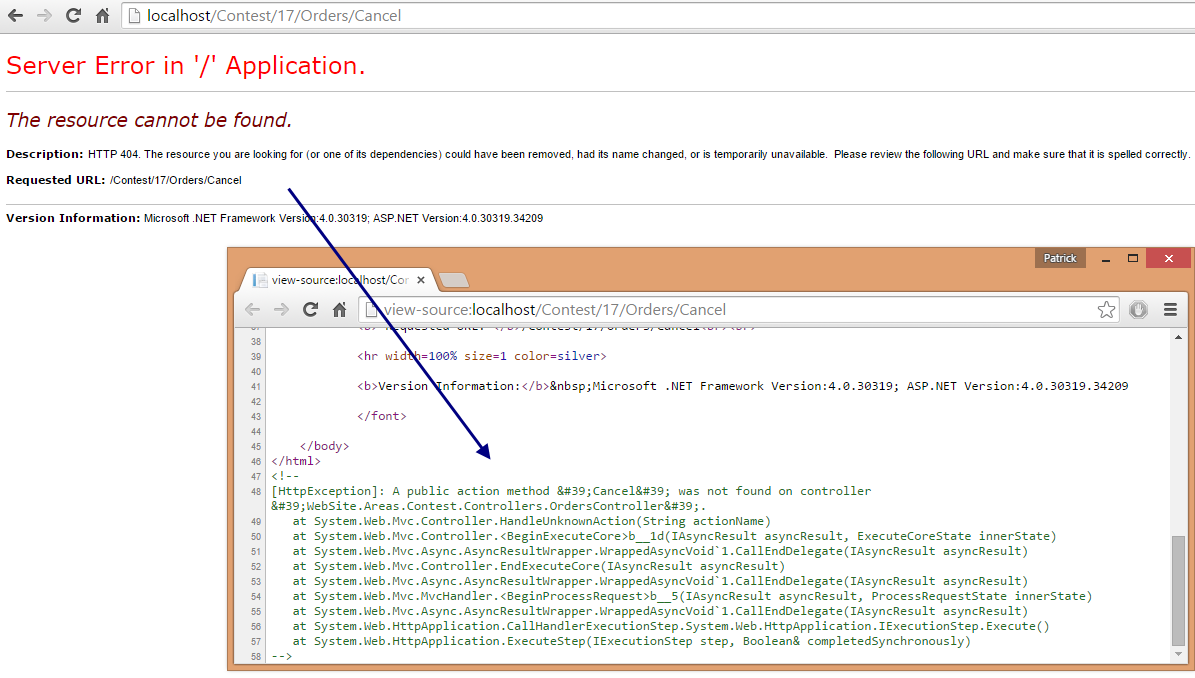 localhost/Contest/17/Orders/Cancel
Server Error in '/' Application.
The resource cannot be found.
Description: HTTP 404. The resource you are looking for (or one of its dependencies) could have been removed, had its name changed, or is temporarily unavailable.  Please review the following URL and make sure that it is spelled correctly.
Requested URL: /Contest/17/Orders/Cancel
Version Information: Microsoft .NET Framework Version:4.0.30319; ASP.NET Version:4.0.30319.34209
Patrick
view-source:localhost/Cor
view-source:localhost/Contest/17/Orders/Cancel
37 <b> Requested URL: </b>/Contest/17/Orders/Cancel<br><br>
38
39 <hr width=100% size=1 color=silver>
40
41 <b>Version Information:</b>&nbsp;Microsoft .NET Framework Version:4.0.30319; ASP.NET Version:4.0.30319.34209
42
43 </font>
44
45 </body>
46 </html>
47 <!--
48 [HttpException]: A public action method &#39;Cancel&#39; was not found on controller
&#39;WebSite.Areas.Contest.Controllers.OrdersController&#39;.
49 at System.Web.Mvc.Controller.HandleUnknownAction(String actionName)
50 at System.Web.Mvc.Controller.<BeginExecuteCore>b__1d(IAsyncResult asyncResult, ExecuteCoreState innerState)
51 at System.Web.Mvc.Async.AsyncResultWrapper.WrappedAsyncVoid`1.CallEndDelegate(IAsyncResult asyncResult)
52 at System.Web.Mvc.Controller.EndExecuteCore(IAsyncResult asyncResult)
53 at System.Web.Mvc.Async.AsyncResultWrapper.WrappedAsyncVoid`1.CallEndDelegate(IAsyncResult asyncResult)
54 at System.Web.Mvc.MvcHandler.<BeginProcessRequest>b__5(IAsyncResult asyncResult, ProcessRequestState innerState)
55 at System.Web.Mvc.Async.AsyncResultWrapper.WrappedAsyncVoid`1.CallEndDelegate(IAsyncResult asyncResult)
56 at System.Web.HttpApplication.CallHandlerExecutionStep.System.Web.HttpApplication.IExecutionStep.Execute()
57 at System.Web.HttpApplication.ExecuteStep(IExecutionStep step, Boolean& completedSynchronously)
58 -->